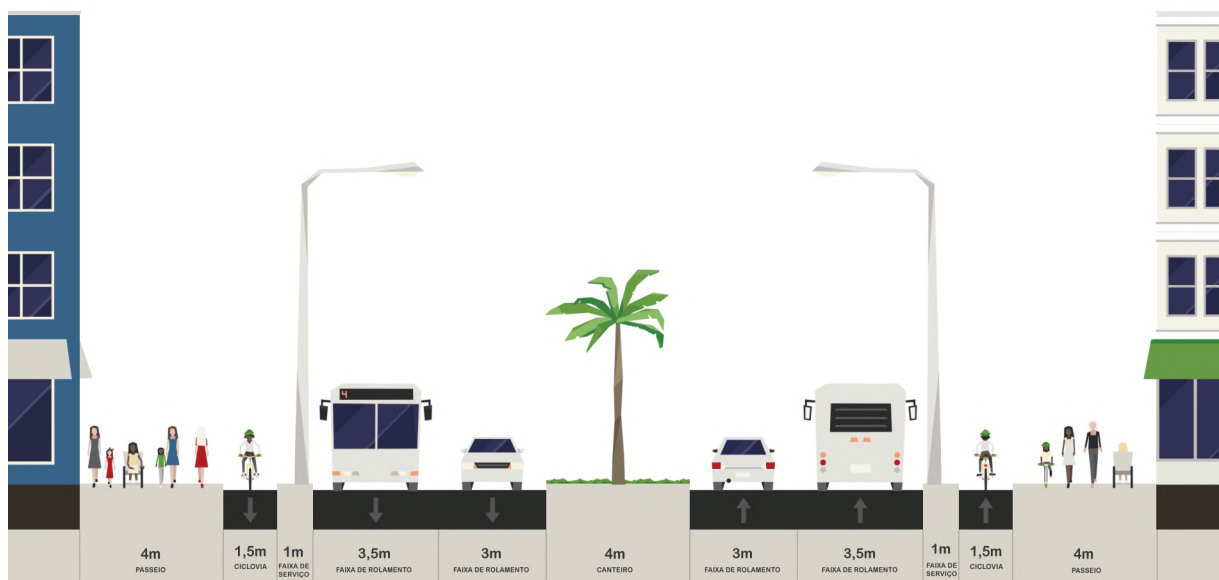 4
4m
PASSEIO
1,5m
CICLOVIA
1m
FAIXA DE
SERVIÇO
3,5m
FAIXA DE ROLAMENTO
3m
FAIXA DE ROLAMENTO
4m
CANTEIRO
3m
FAIXA DE ROLAMENTO
3,5m
FAIXA DE ROLAMENTO
1m
FAIXA DE
SERVIÇO
1,5m
CICLOVIA
4m
PASSEIO